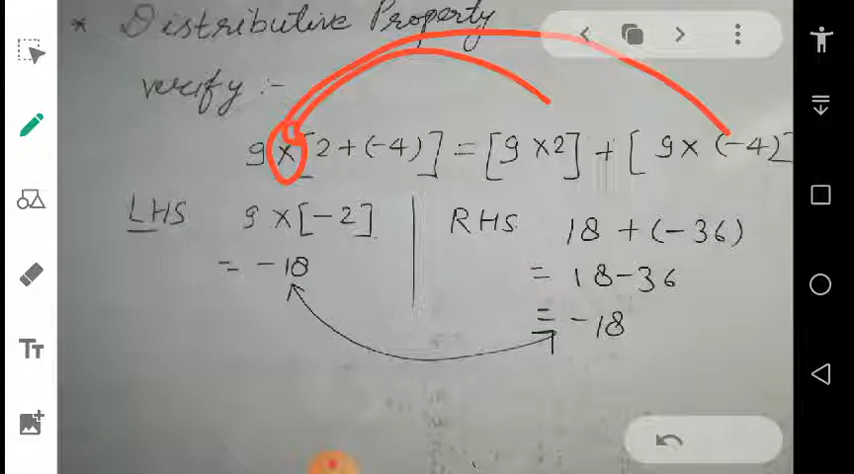 * Distributive Property
verify :-
9 × [2 + (-4)] = [9 × 2] + [9 × (-4)]
LHS 9 × [-2] RHS 18 + (-36)
= -18 = 18 - 36
= -18
TT